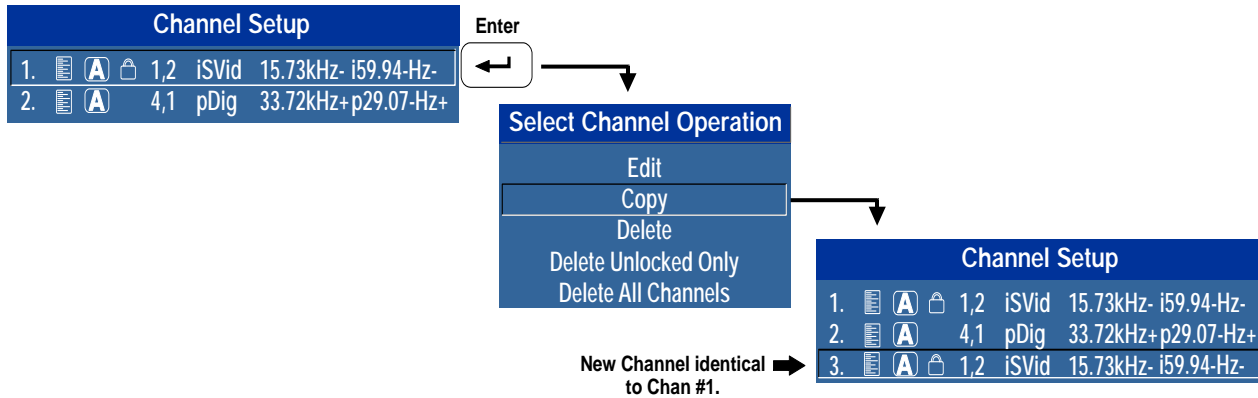 Channel Setup
1. A 1,2 iSVid 15.73kHz- i59.94-Hz-
2. A 4,1 pDig 33.72kHz+p29.07-Hz+
Enter
Select Channel Operation
Edit
Copy
Delete
Delete Unlocked Only
Delete All Channels
Channel Setup
1. A 1,2 iSVid 15.73kHz- i59.94-Hz-
2. A 4,1 pDig 33.72kHz+p29.07-Hz+
3. A 1,2 iSVid 15.73kHz- i59.94-Hz-
New Channel identical
to Chan #1.